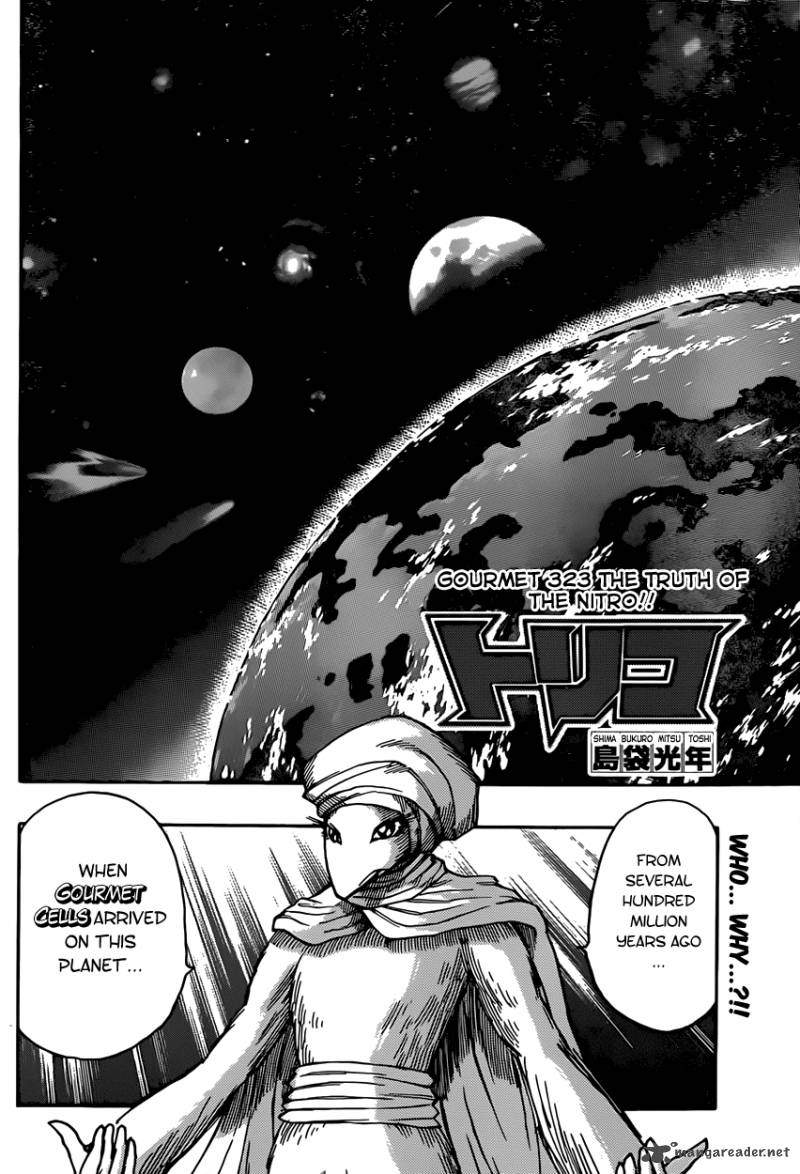 GOURMET 323 THE TRUTH OF
THE NITRO!!
トリコ
SHIMA BUKURO MITSU TOSHI
島袋光年
WHO... WHY...?!!
FROM
SEVERAL
HUNDRED
MILLION
YEARS AGO
...
WHEN
GOURMET
CELLS ARRIVED
ON THIS
PLANET...
mangareader.net